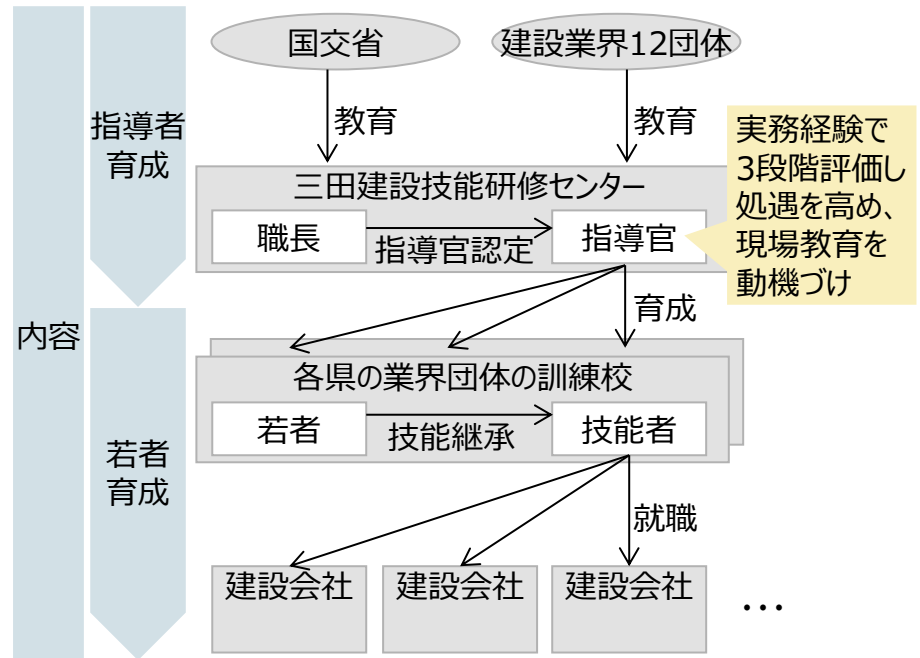 内容
指導者
育成
国交省
建設業界12団体
教育
教育
実務経験で
3段階評価し
処遇を高め、
現場教育を
動機づけ
三田建設技能研修センター
職長
指導官認定
指導官
育成
若者
育成
各県の業界団体の訓練校
若者
技能継承
技能者
就職
建設会社
建設会社
建設会社
…